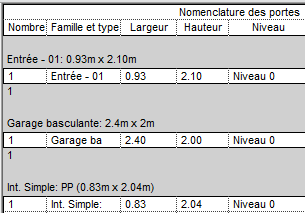 Nomenclature des portes
Nombre Famille et type Largeur Hauteur Niveau
Entrée - 01: 0.93m x 2.10m
1 Entrée - 01 0.93 2.10 Niveau 0
1
Garage basculante: 2.4m x 2m
1 Garage ba 2.40 2.00 Niveau 0
1
Int. Simple: PP (0.83m x 2.04m)
1 Int. Simple: 0.83 2.04 Niveau 0